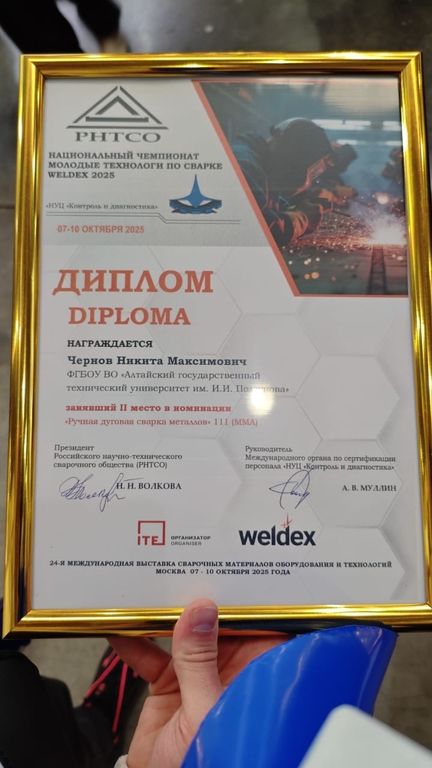 РНТСО
НАЦИОНАЛЬНЫЙ ЧЕМПИОНАТ
МОЛОДЫЕ ТЕХНОЛОГИ ПО СВАРКЕ
WELDEX 2025
«НУЦ «Контроль и диагностика»
07-10 ОКТЯБРЯ 2025
ДИПЛОМ
DIPLOMA
НАГРАЖДАЕТСЯ
Чернов Никита Максимович
ФГБОУ ВО «Алтайский государственный
технический университет им. И.И. Ползунова»
занявший II место в номинации
«Ручная дуговая сварка металлов» 111 (ММА)
Президент
Российского научно-технического
сварочного общества (РНТСО)
Н. Н. ВОЛКОВА
Руководитель
Международного органа по сертификации
персонала «НУЦ «Контроль и диагностика»
А. В. МУЛЛИН
ITE
ОРГАНИЗАТОР
ORGANISER
weldex
24-Я МЕЖДУНАРОДНАЯ ВЫСТАВКА СВАРОЧНЫХ МАТЕРИАЛОВ ОБОРУДОВАНИЯ И ТЕХНОЛОГИЙ
МОСКВА 07 - 10 ОКТЯБРЯ 2025 ГОДА